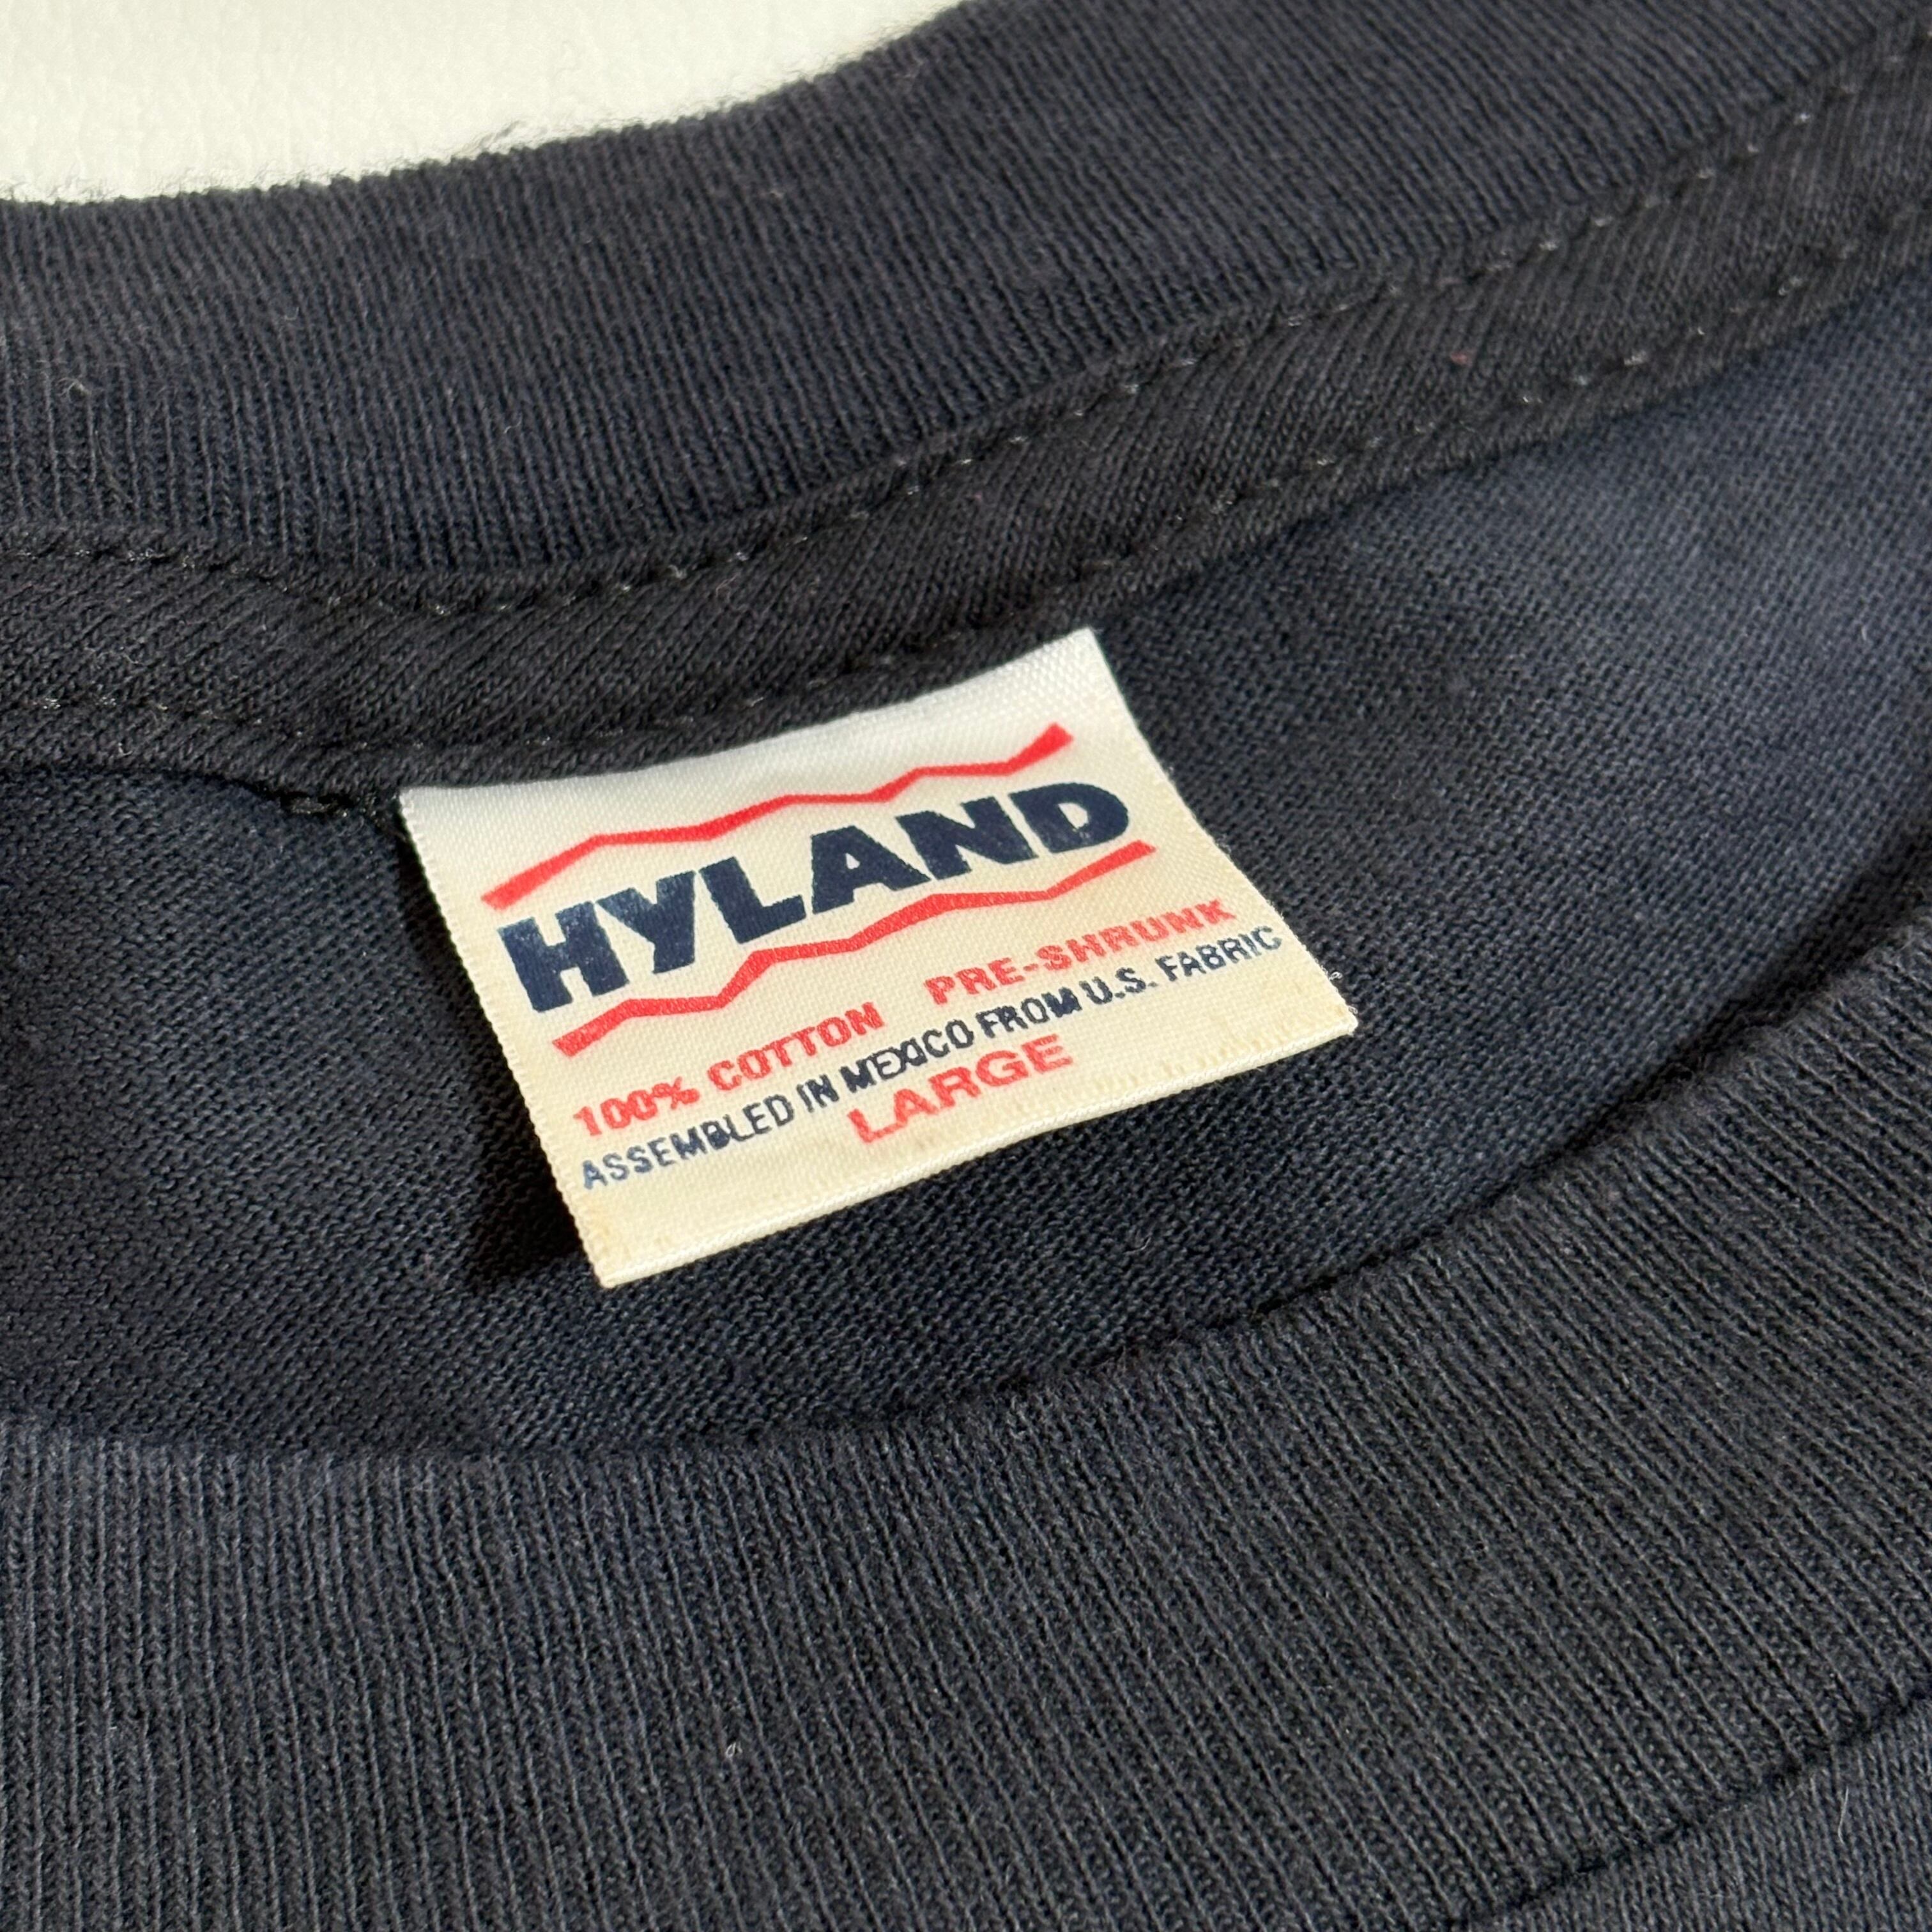 HYLAND
100% COTTON PRE-SHRUNK
ASSEMBLED IN MEXICO FROM U.S. FABRIC
LARGE